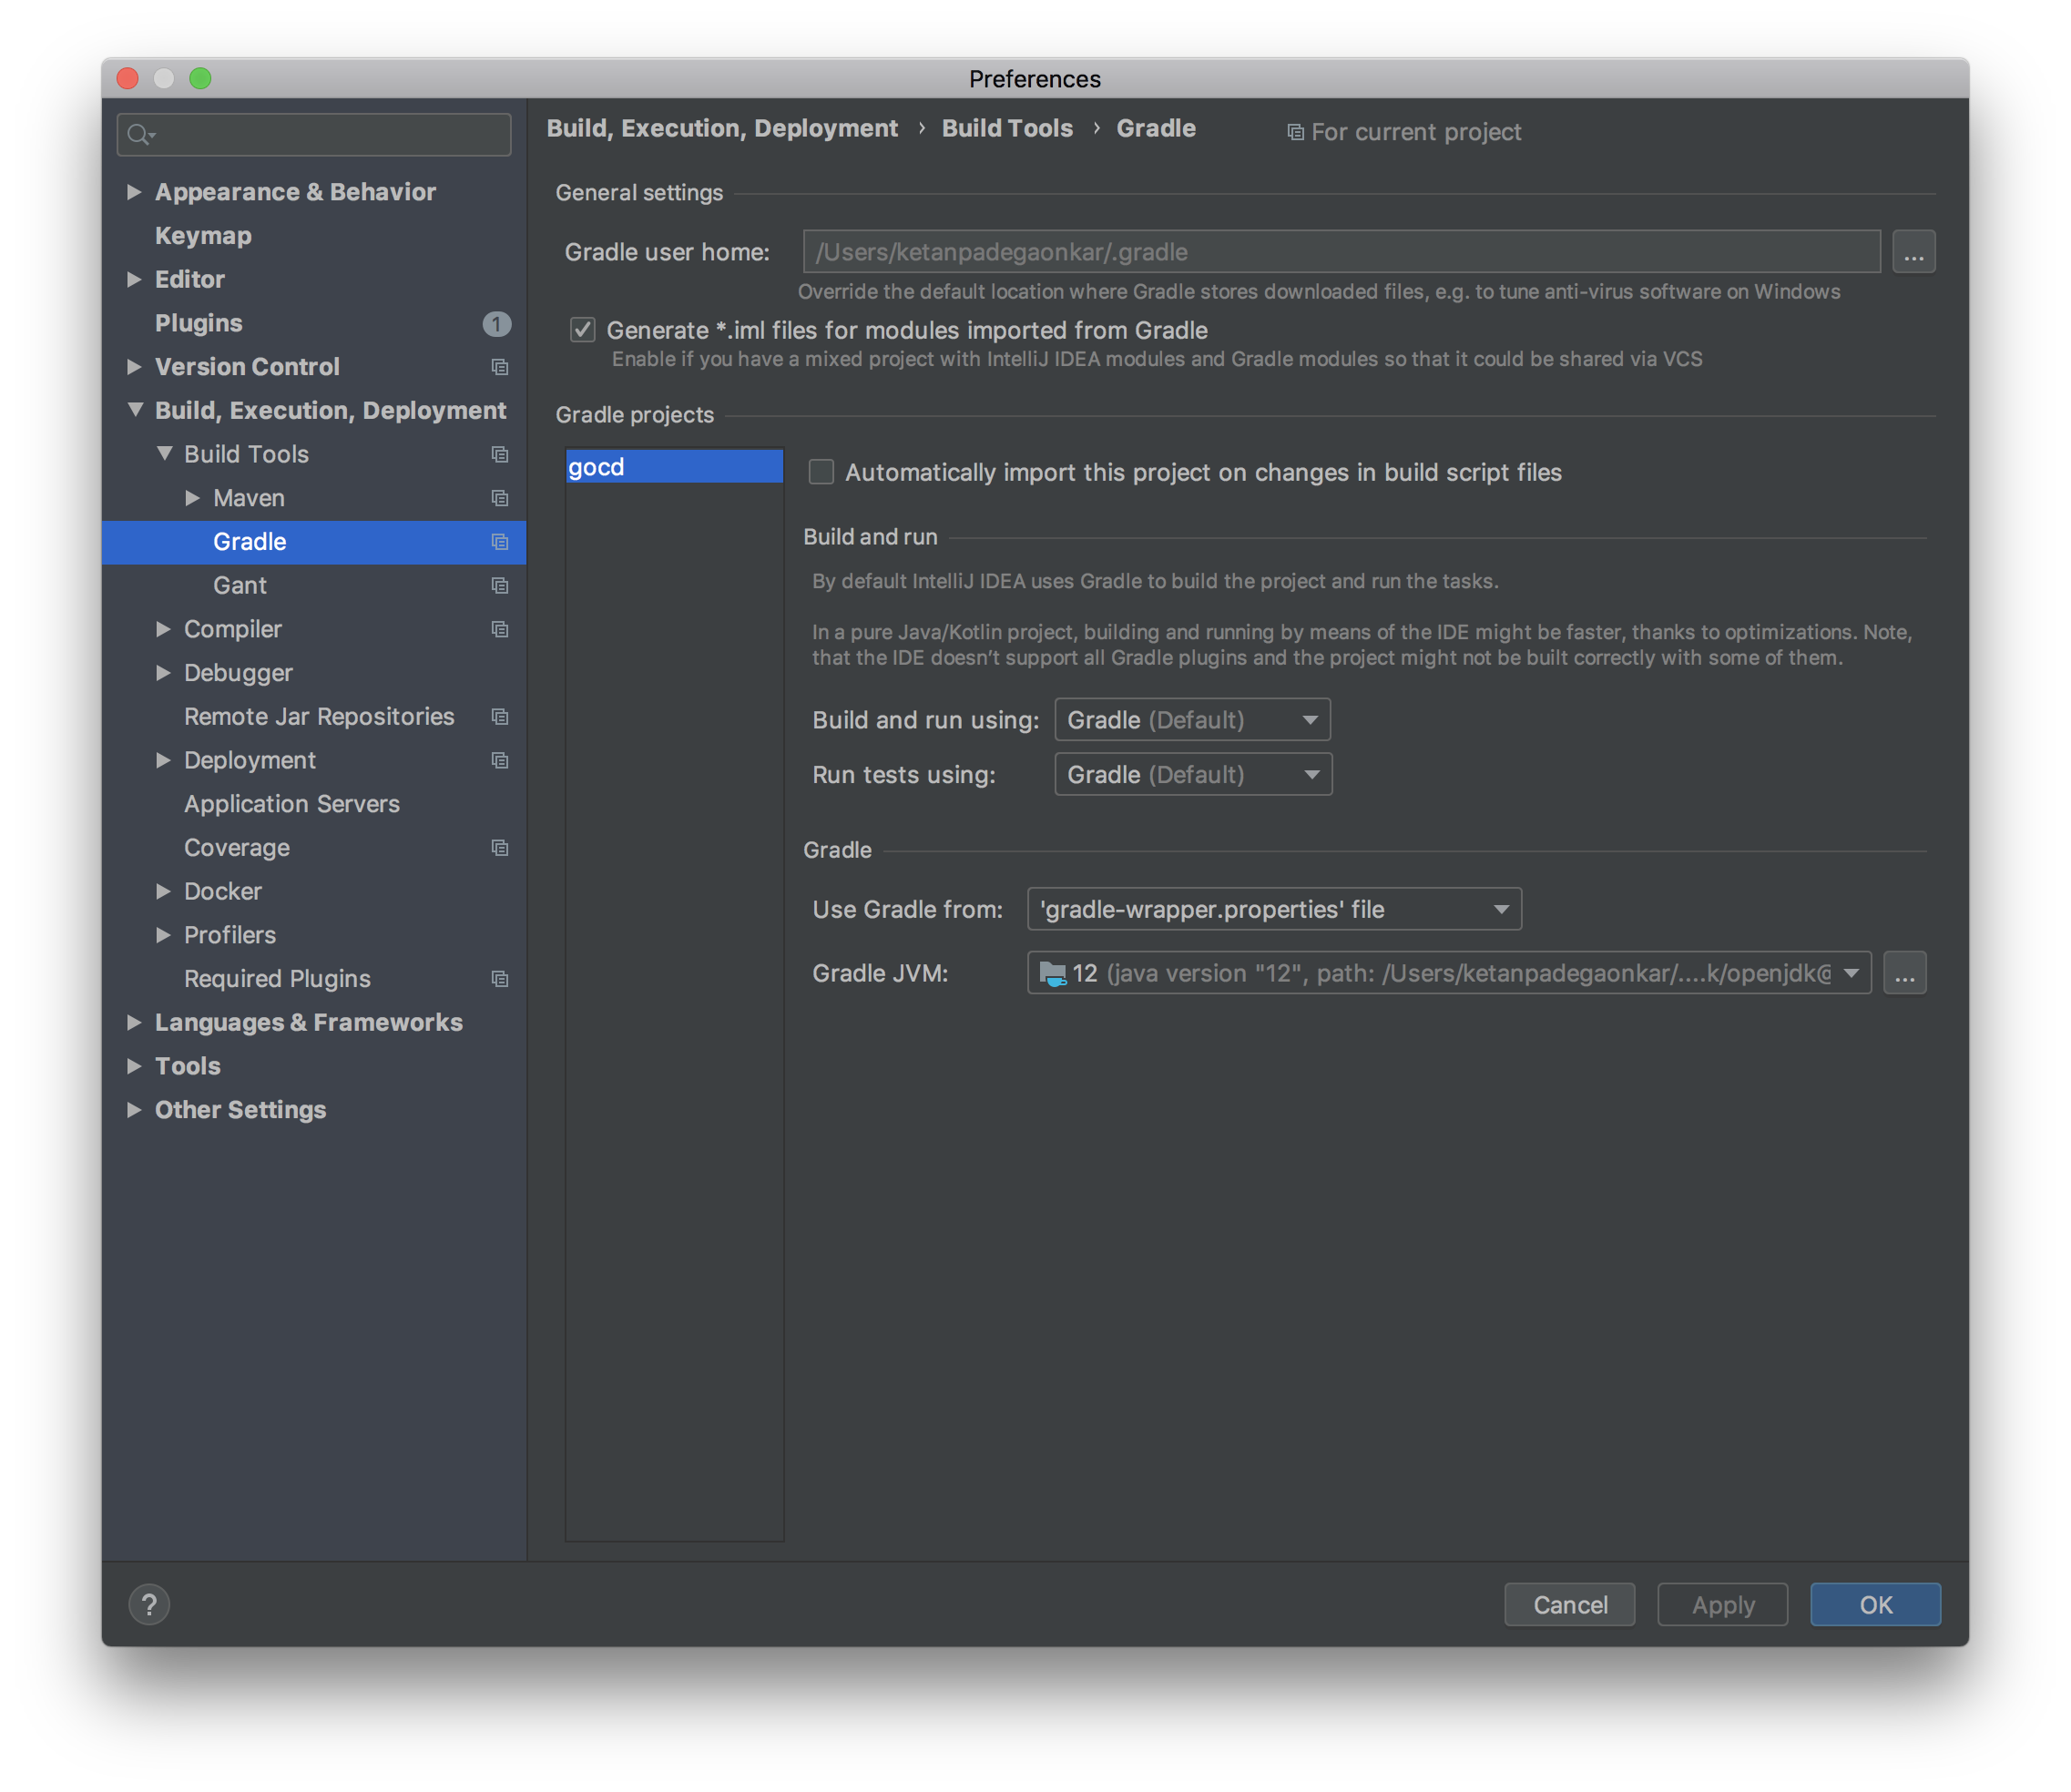 Preferences
Appearance & Behavior
Keymap
Editor
Plugins 1
Version Control
Build, Execution, Deployment
Build Tools
Maven
Gradle
Gant
Compiler
Debugger
Remote Jar Repositories
Deployment
Application Servers
Coverage
Docker
Profilers
Required Plugins
Languages & Frameworks
Tools
Other Settings
Build, Execution, Deployment › Build Tools › Gradle For current project
General settings
Gradle user home: /Users/ketanpadegaonkar/.gradle ...
Override the default location where Gradle stores downloaded files, e.g. to tune anti-virus software on Windows
Generate *.iml files for modules imported from Gradle
Enable if you have a mixed project with IntelliJ IDEA modules and Gradle modules so that it could be shared via VCS
Gradle projects
gocd
Automatically import this project on changes in build script files
Build and run
By default IntelliJ IDEA uses Gradle to build the project and run the tasks.
In a pure Java/Kotlin project, building and running by means of the IDE might be faster, thanks to optimizations. Note,
that the IDE doesn't support all Gradle plugins and the project might not be built correctly with some of them.
Build and run using: Gradle (Default)
Run tests using: Gradle (Default)
Gradle
Use Gradle from: 'gradle-wrapper.properties' file
Gradle JVM: 12 (java version "12", path: /Users/ketanpadegaonkar/....k/openjdk@ ...
? Cancel Apply OK